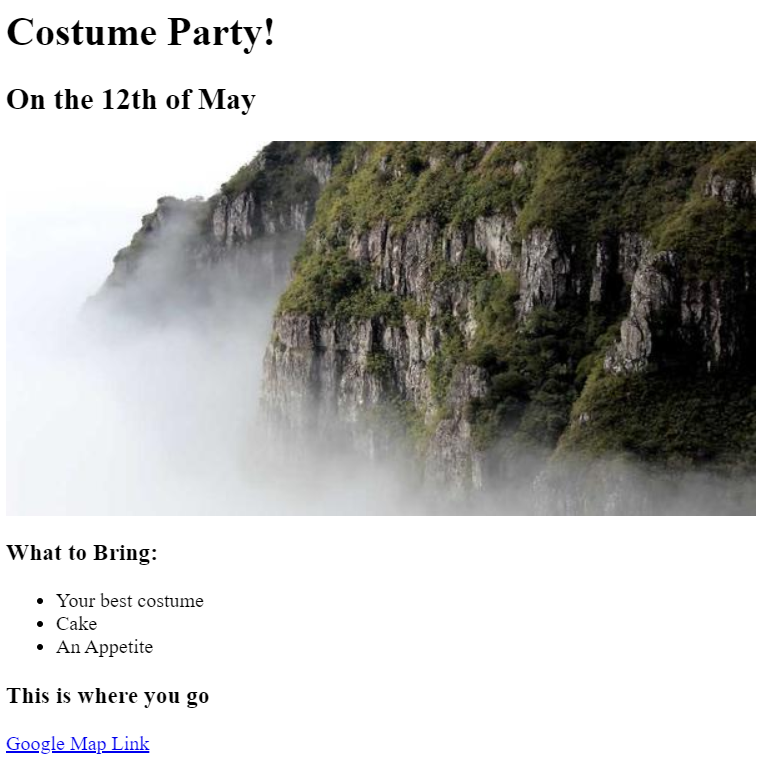 Costume Party!
On the 12th of May
What to Bring:
Your best costume
Cake
An Appetite
This is where you go
Google Map Link